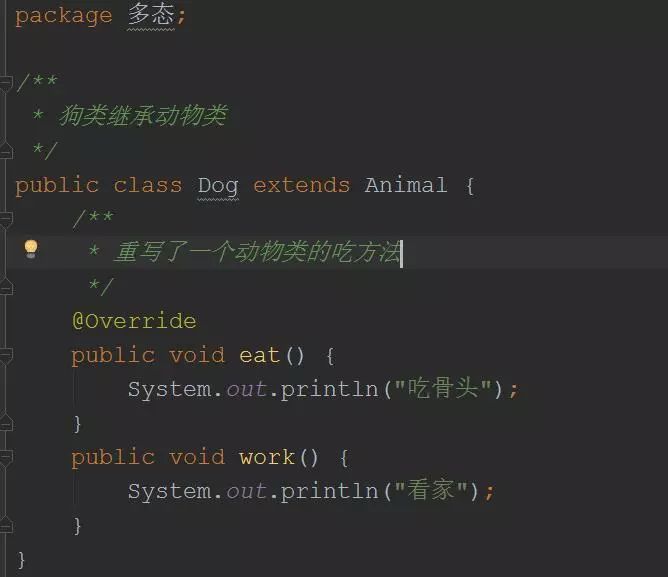 package 多态;
/**
 * 狗类继承动物类
 */
public class Dog extends Animal {
    /**
     * 重写了一个动物类的吃方法
     */
    @Override
    public void eat() {
        System.out.println("吃骨头");
    }
    public void work() {
        System.out.println("看家");
    }
}